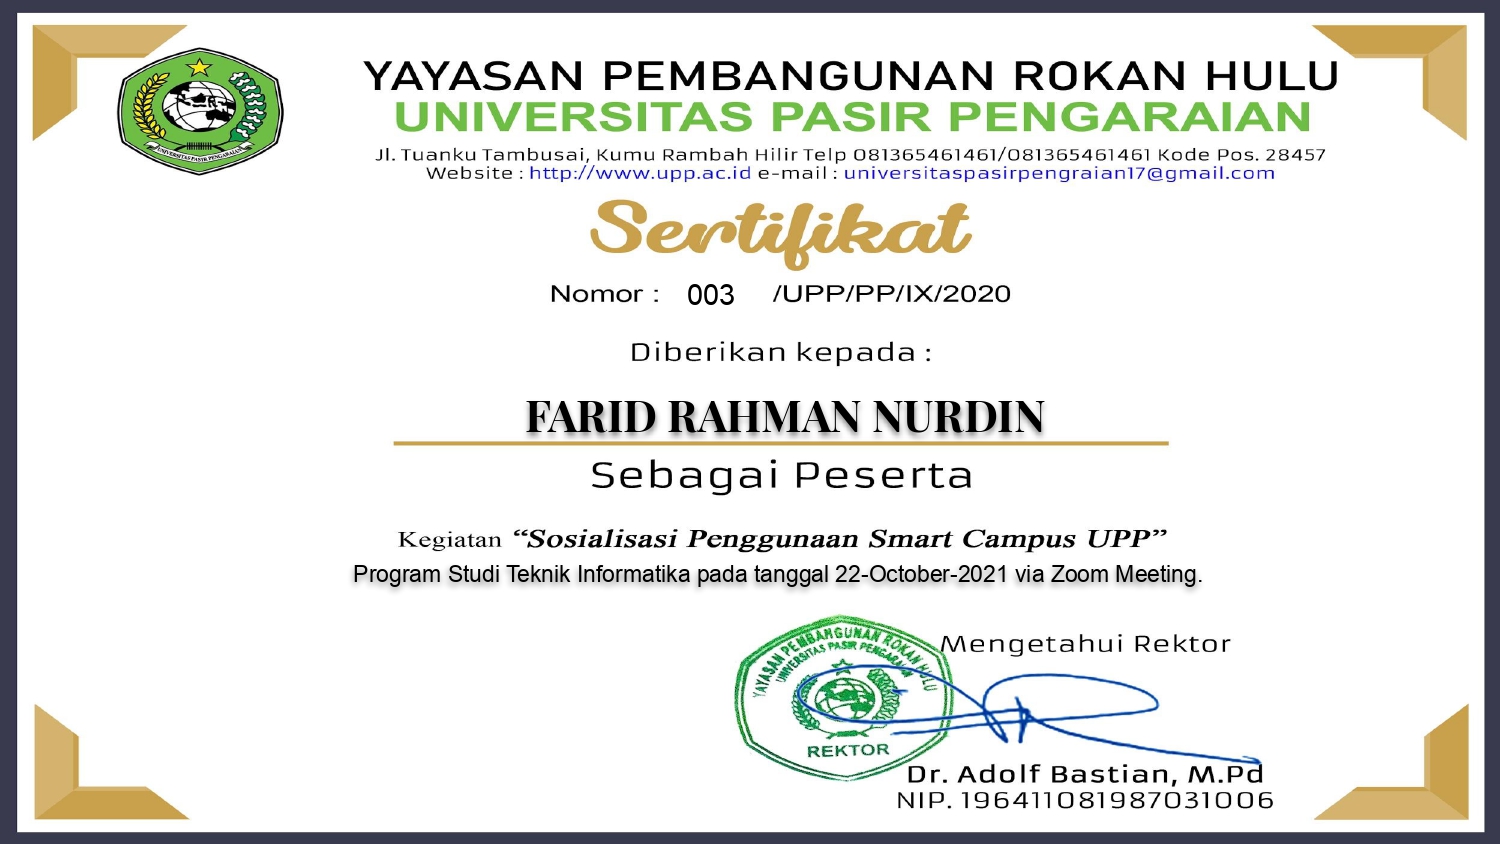 YAYASAN PEMBANGUNAN ROKAN HULU
UNIVERSITAS PASIR PENGARAIAN
Jl. Tuanku Tambusai, Kumu Rambah Hilir Telp 081365461461/081365461461 Kode Pos. 28457
Website : http://www.upp.ac.id e-mail : universitaspasirpengraian17@gmail.com
UNIVERSITAS PASIR PENGARAIAN
Sertifikat
Nomor : 003 /UPP/PP/IX/2020
Diberikan kepada :
FARID RAHMAN NURDIN
Sebagai Peserta
Kegiatan “Sosialisasi Penggunaan Smart Campus UPP”
Program Studi Teknik Informatika pada tanggal 22-October-2021 via Zoom Meeting.
YAYASAN PEMBANGUNAN ROKAN HULU
UNIVERSITAS PASIR PENGARAIAN
REKTOR
Mengetahui Rektor
Dr. Adolf Bastian, M.Pd
NIP. 196411081987031006